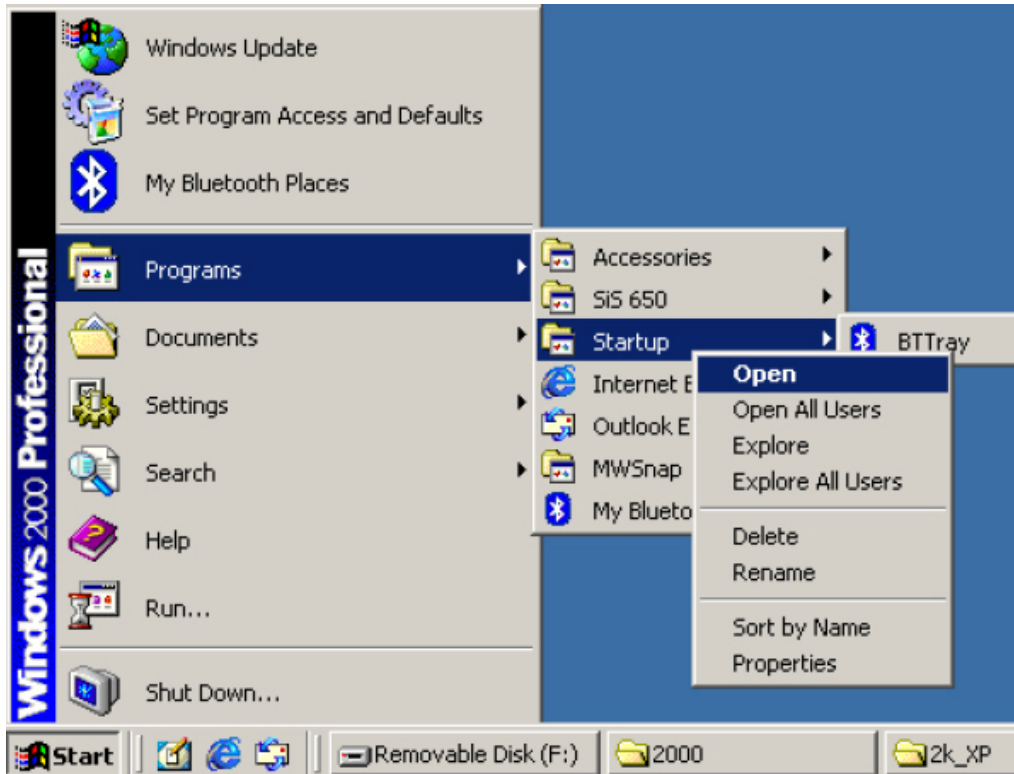 Windows 2000 Professional
Windows Update
Set Program Access and Defaults
My Bluetooth Places
Programs
Documents
Settings
Search
Help
Run...
Shut Down...
Accessories
SiS 650
Startup
Internet E
Outlook E
MWSnap
My Blueto
BTTray
Open
Open All Users
Explore
Explore All Users
Delete
Rename
Sort by Name
Properties
Start
Removable Disk (F:)
2000
2k_XP